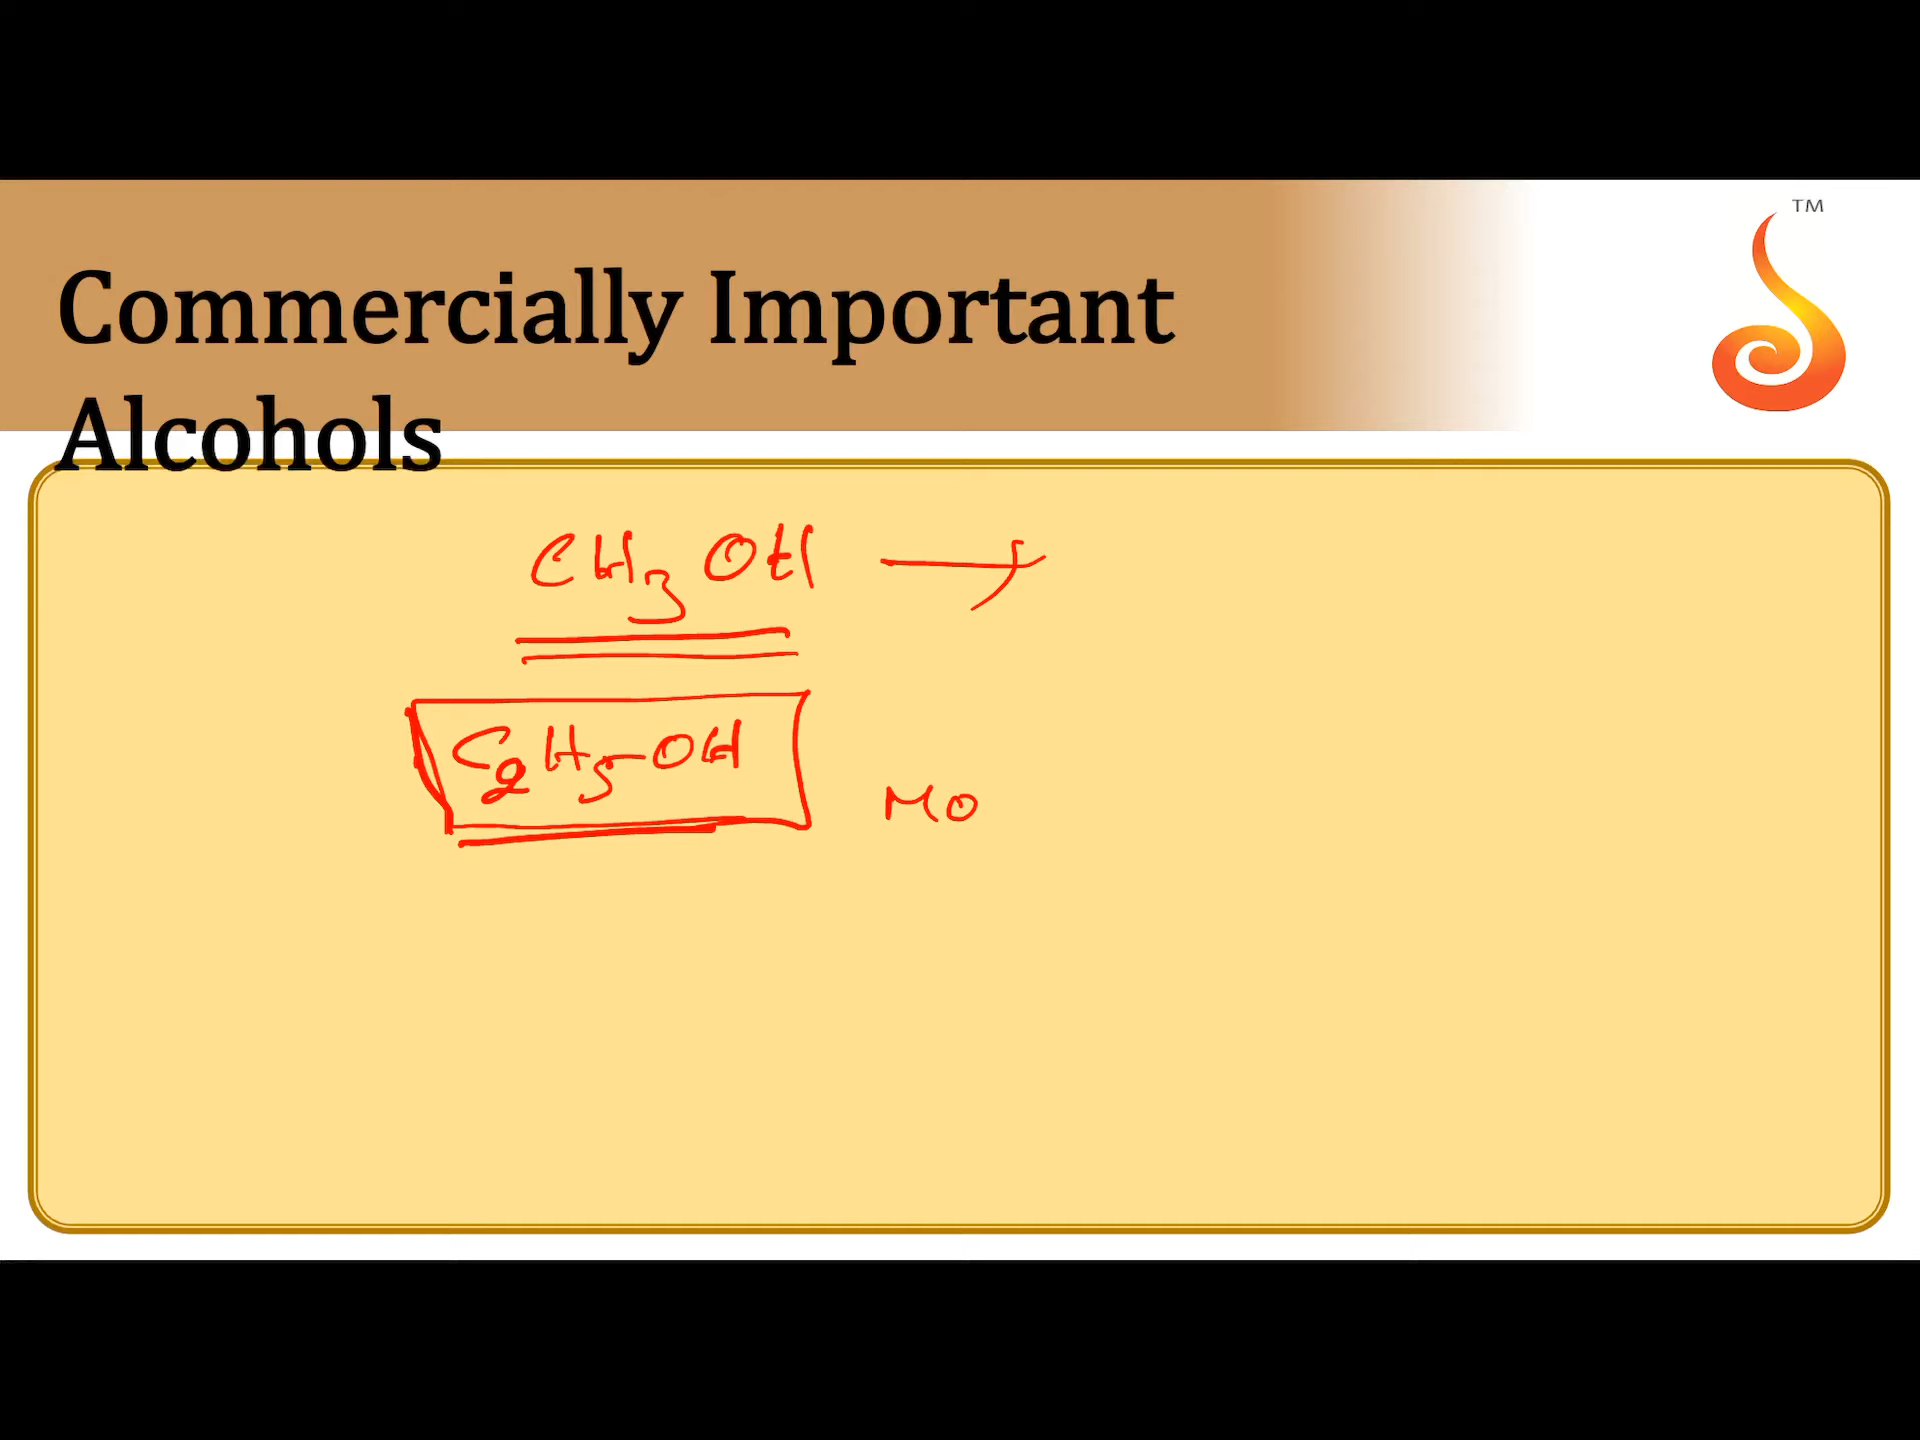 TM
Commercially Important
Alcohols
CH3 OH →
C2H5-OH
Mo